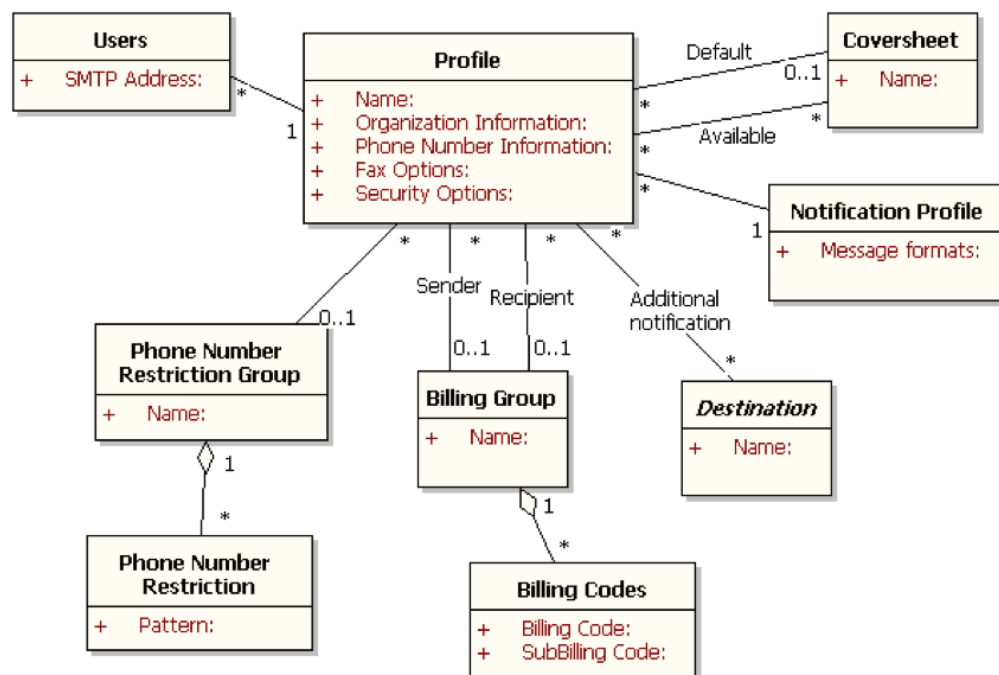 Users
+ SMTP Address:
*
1
Profile
+ Name:
+ Organization Information:
+ Phone Number Information:
+ Fax Options:
+ Security Options:
Default
0..1
*
Available
*
*
Coversheet
+ Name:
*
1
Notification Profile
+ Message formats:
*
0..1
Sender
*
0..1
Recipient
*
0..1
Additional
notification
*
*
Phone Number
Restriction Group
+ Name:
1
*
Phone Number
Restriction
+ Pattern:
Billing Group
+ Name:
1
*
Billing Codes
+ Billing Code:
+ SubBilling Code:
Destination
+ Name: